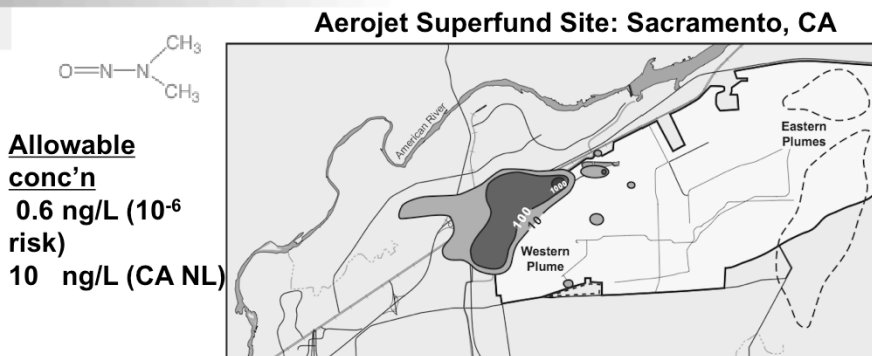 Aerojet Superfund Site: Sacramento, CA
CH₃
O=N—N
CH₃
Allowable
conc'n
0.6 ng/L (10⁻⁶
risk)
10 ng/L (CA NL)
American River
Eastern
Plumes
1000
100
10
Western
Plume